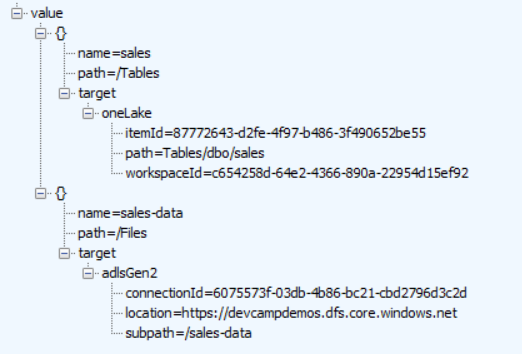 value
{}
name=sales
path=/Tables
target
oneLake
itemId=87772643-d2fe-4f97-b486-3f490652be55
path=Tables/dbo/sales
workspaceId=c654258d-64e2-4366-890a-22954d15ef92
{}
name=sales-data
path=/Files
target
adlsGen2
connectionId=6075573f-03db-4b86-bc21-cbd2796d3c2d
location=https://devcampdemos.dfs.core.windows.net
subpath=/sales-data